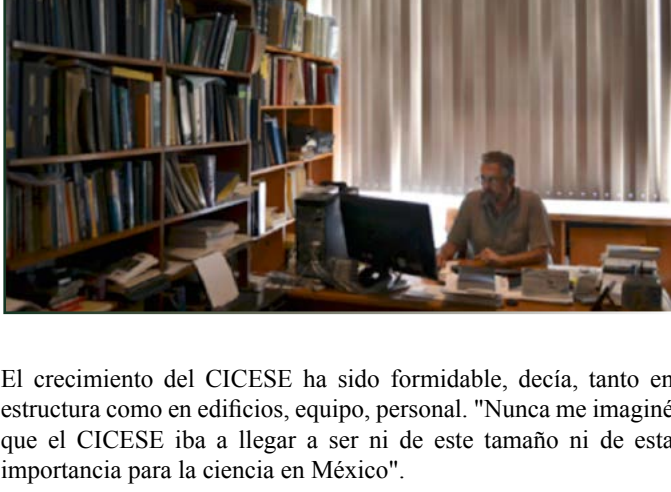 El crecimiento del CICESE ha sido formidable, decía, tanto en
estructura como en edificios, equipo, personal. "Nunca me imaginé
que el CICESE iba a llegar a ser ni de este tamaño ni de esta
importancia para la ciencia en México".